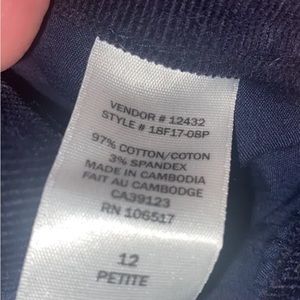 VENDOR # 12432
STYLE # 18F17-08P
97% COTTON/COTON
3% SPANDEX
MADE IN CAMBODIA
FAIT AU CAMBODGE
CA39123
RN 106517
12
PETITE